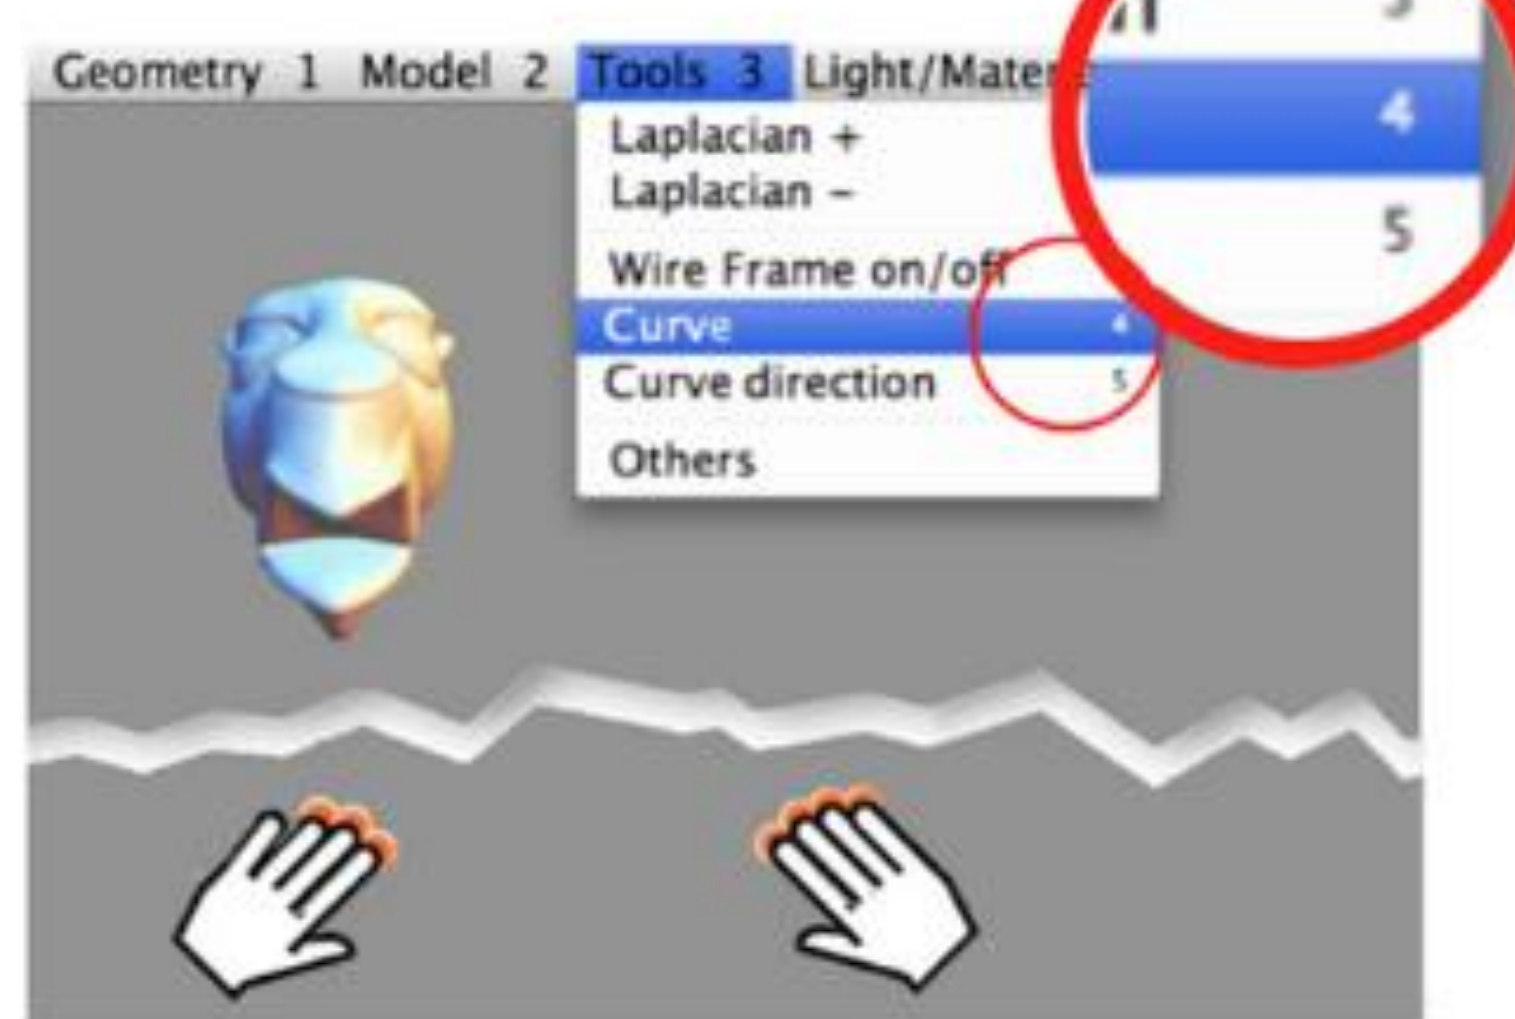 Geometry 1 Model 2 Tools 3 Light/Mate
Laplacian +
Laplacian -
Wire Frame on/off
Curve 4
Curve direction 5
Others
4
5